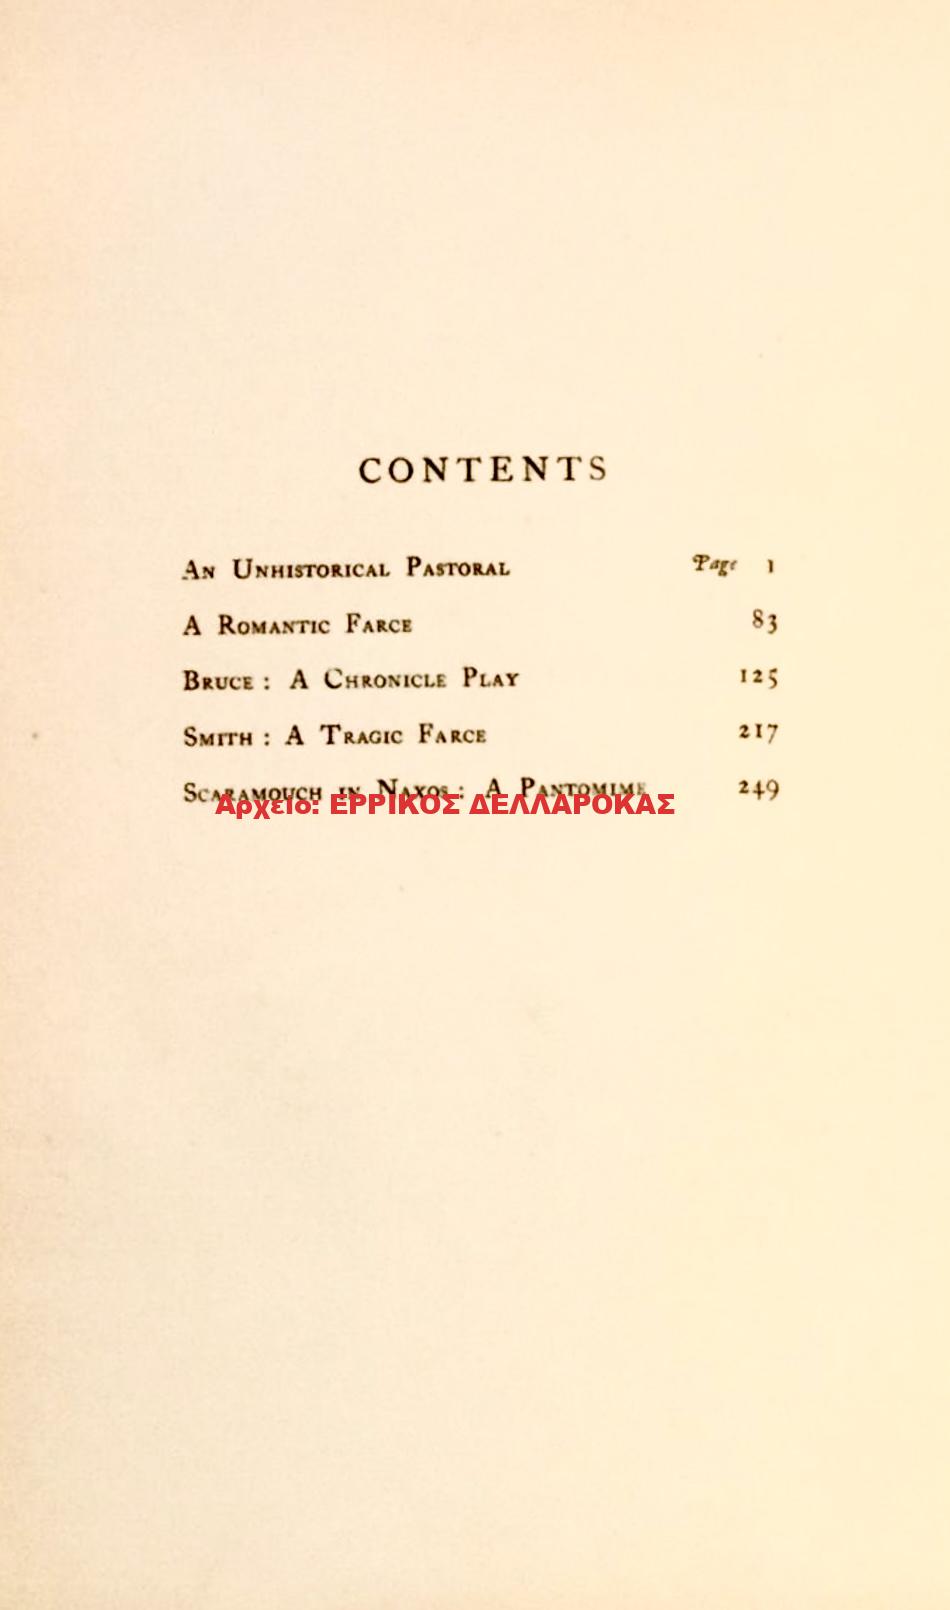 CONTENTS
An Unhistorical Pastoral Page 1
A Romantic Farce 83
Bruce : A Chronicle Play 125
Smith : A Tragic Farce 217
Scaramouch in Naxos : A Pantomime 249
Αρχείο: ΕΡΡΙΚΟΣ ΔΕΛΛΑΡΟΚΑΣ